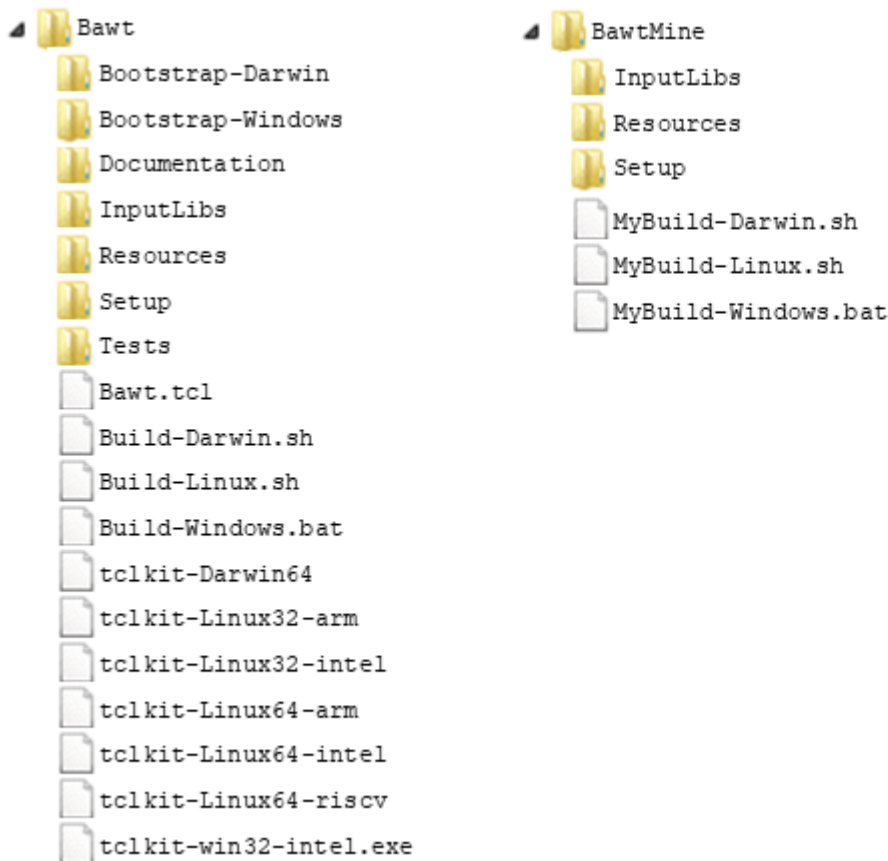 Bawt
Bootstrap-Darwin
Bootstrap-Windows
Documentation
InputLibs
Resources
Setup
Tests
Bawt.tcl
Build-Darwin.sh
Build-Linux.sh
Build-Windows.bat
tclkit-Darwin64
tclkit-Linux32-arm
tclkit-Linux32-intel
tclkit-Linux64-arm
tclkit-Linux64-intel
tclkit-Linux64-riscv
tclkit-win32-intel.exe
BawtMine
InputLibs
Resources
Setup
MyBuild-Darwin.sh
MyBuild-Linux.sh
MyBuild-Windows.bat